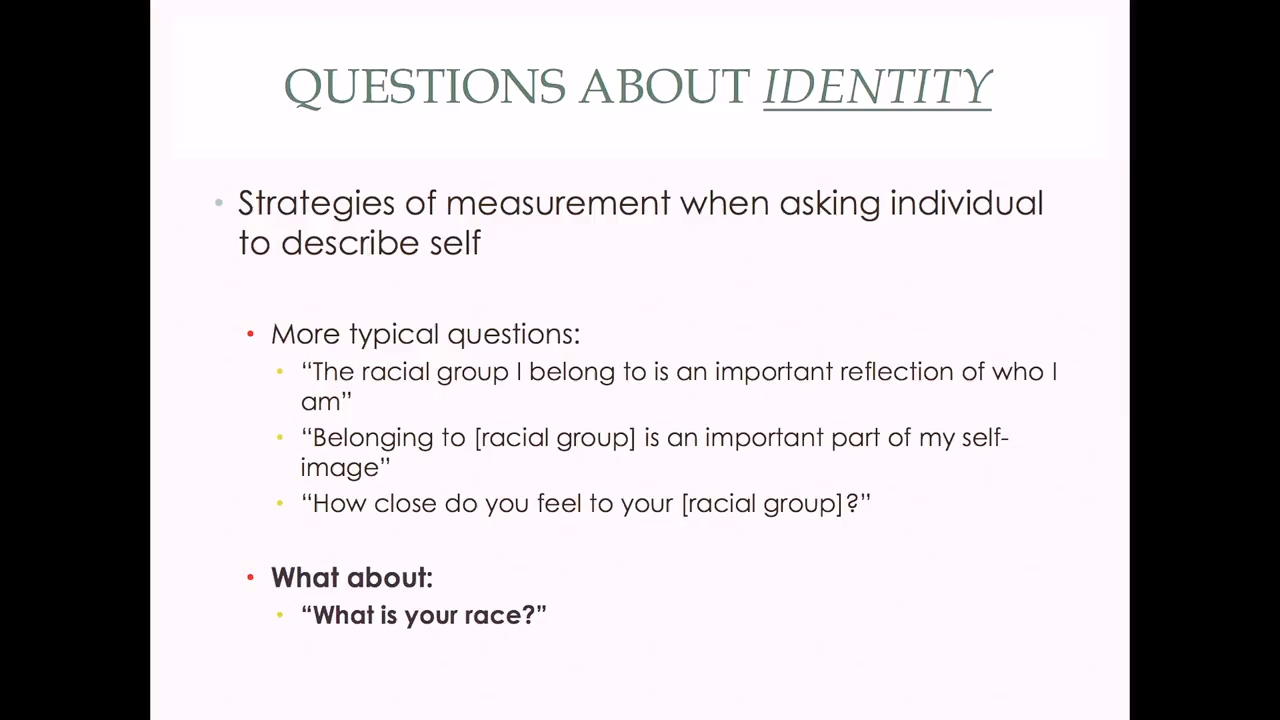 QUESTIONS ABOUT IDENTITY
• Strategies of measurement when asking individual
to describe self
• More typical questions:
• “The racial group I belong to is an important reflection of who I
am”
• “Belonging to [racial group] is an important part of my self-
image”
• “How close do you feel to your [racial group]?”
• What about:
• “What is your race?”